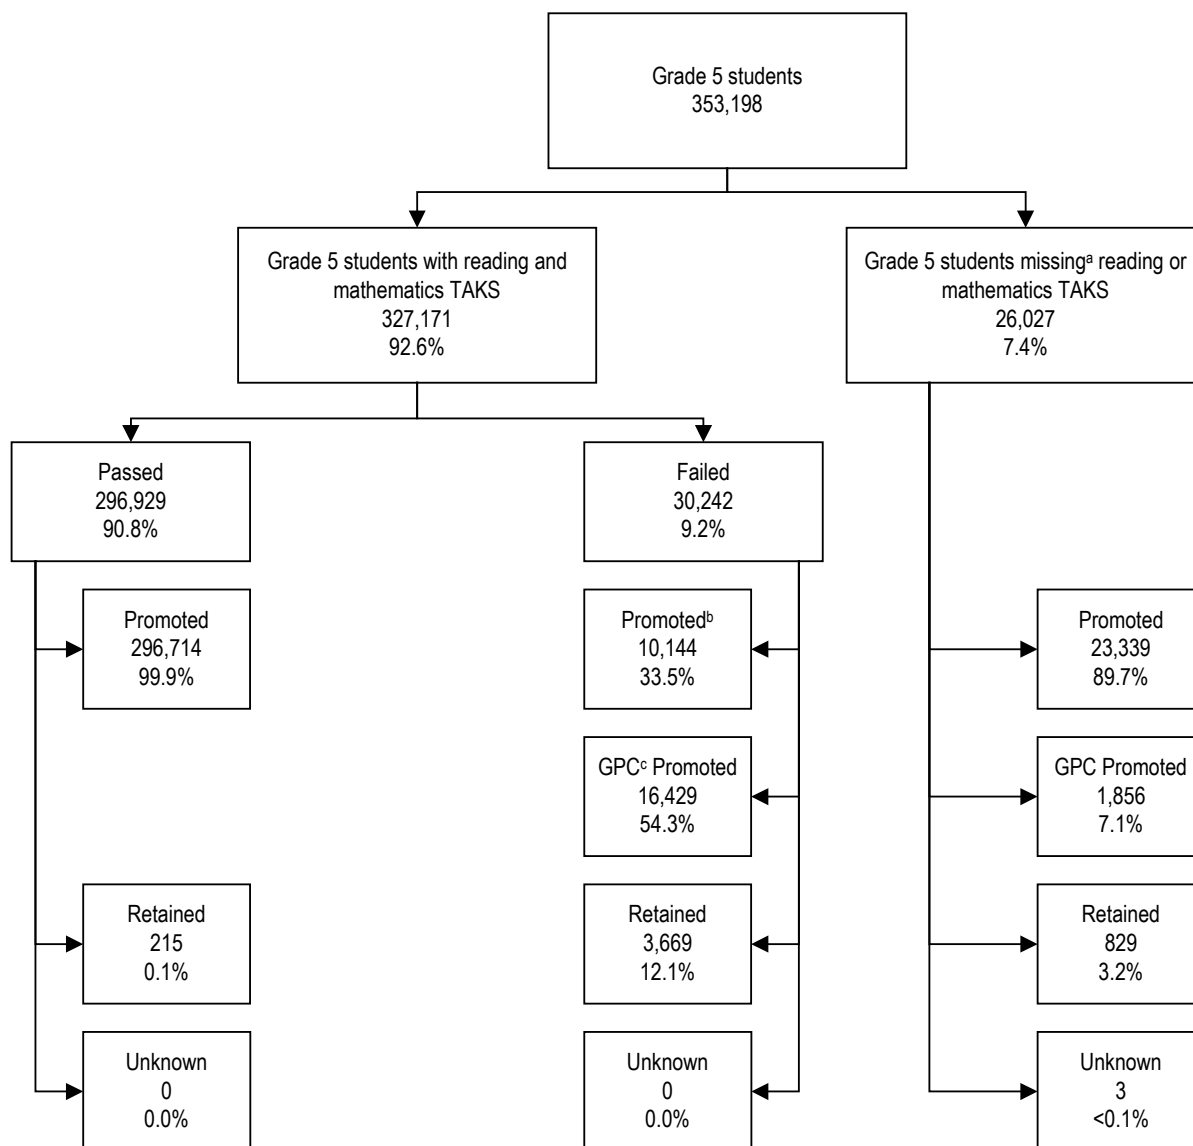 Grade 5 students
353,198
Grade 5 students with reading and
mathematics TAKS
327,171
92.6%
Grade 5 students missingᵃ reading or
mathematics TAKS
26,027
7.4%
Passed
296,929
90.8%
Failed
30,242
9.2%
Promoted
296,714
99.9%
Promotedᵇ
10,144
33.5%
Promoted
23,339
89.7%
GPCᶜ Promoted
16,429
54.3%
GPC Promoted
1,856
7.1%
Retained
215
0.1%
Retained
3,669
12.1%
Retained
829
3.2%
Unknown
0
0.0%
Unknown
0
0.0%
Unknown
3
<0.1%